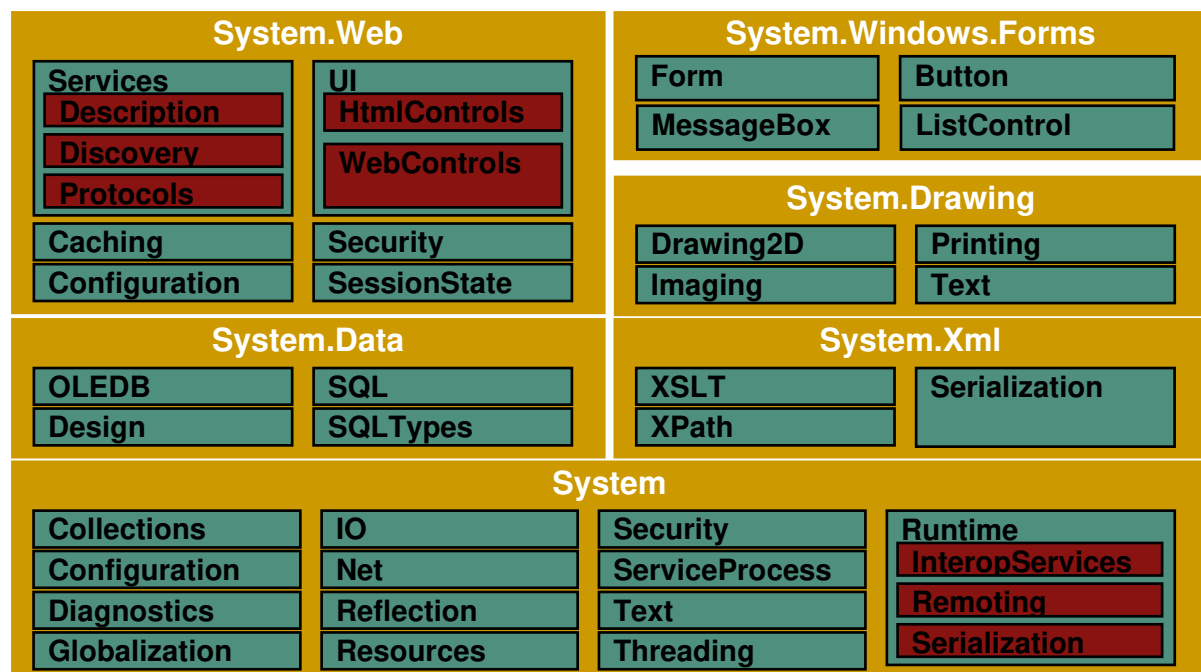 System.Web
Services
Description
Discovery
Protocols
UI
HtmlControls
WebControls
Caching
Security
Configuration
SessionState
System.Windows.Forms
Form
Button
MessageBox
ListControl
System.Drawing
Drawing2D
Printing
Imaging
Text
System.Data
OLEDB
SQL
Design
SQLTypes
System.Xml
XSLT
Serialization
XPath
System
Collections
Configuration
Diagnostics
Globalization
IO
Net
Reflection
Resources
Security
ServiceProcess
Text
Threading
Runtime
InteropServices
Remoting
Serialization